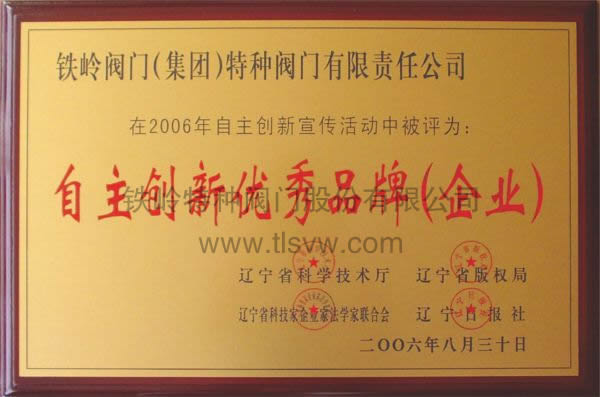 铁岭阀门(集团)特种阀门有限责任公司
在2006年自主创新宣传活动中被评为:
自主创新优秀品牌(企业)
铁岭特种阀门股份有限公司
www.tlsvw.com
辽宁省科学技术厅 辽宁省版权局
辽宁省科技家企业家法学家联合会 辽宁日报社
二〇〇六年八月三十日